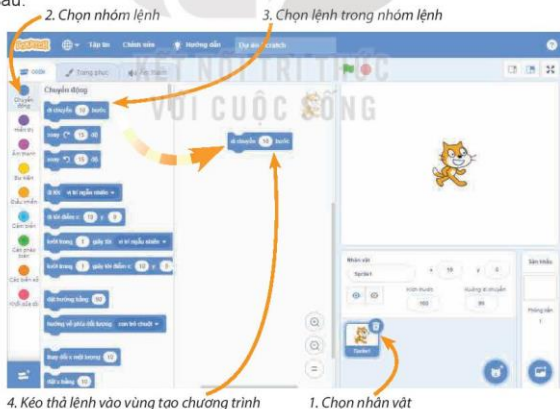 sau:
2. Chọn nhóm lệnh
3. Chọn lệnh trong nhóm lệnh
SCRATCH
Tập tin
Chỉnh sửa
Hướng dẫn
Dự án Scratch
Trang phục
Âm thanh
KẾT NỐI TRI THỨC
VỚI CUỘC SỐNG
Chuyển động
Chuyển động
Hiển thị
Âm thanh
Sự kiện
Điều khiển
Cảm biến
Các phép toán
Các biến số
Khối của tôi
di chuyển 10 bước
xoay 15 độ
xoay 15 độ
đi tới vị trí ngẫu nhiên
đi tới điểm x: 10 y: 0
lướt trong 1 giây tới vị trí ngẫu nhiên
lướt trong 1 giây tới điểm x: 10 y: 0
đặt hướng bằng 90
hướng về phía đối tượng con trỏ chuột
thay đổi x một lượng 10
đặt x bằng 10
di chuyển 10 bước
Nhân vật
Sprite1
x 10 y 0
Kích thước
100
Hướng di chuyển
90
Sprite1
Sân khấu
Phông nền
1
4. Kéo thả lệnh vào vùng tạo chương trình
1. Chọn nhân vật